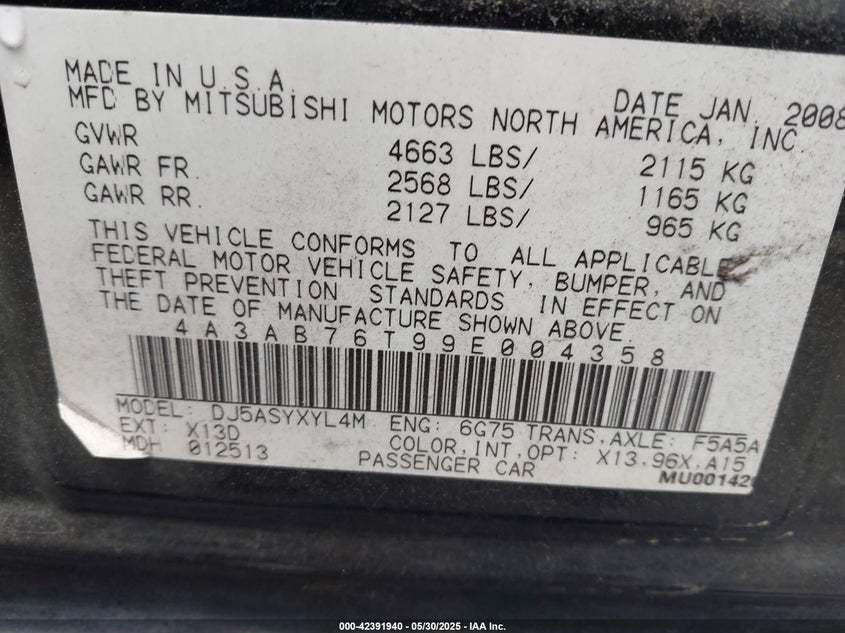 MADE IN U.S.A DATE JAN. 2008
MFD BY MITSUBISHI MOTORS NORTH AMERICA, INC.
GVWR 4663 LBS/ 2115 KG
GAWR FR. 2568 LBS/ 1165 KG
GAWR RR. 2127 LBS/ 965 KG
THIS VEHICLE CONFORMS TO ALL APPLICABLE
FEDERAL MOTOR VEHICLE SAFETY, BUMPER, AND
THEFT PREVENTION STANDARDS IN EFFECT ON
THE DATE OF MANUFACTURE SHOWN ABOVE.
4A3AB76T99E004358
MODEL: DJ5ASYXYL4M ENG: 6G75 TRANS,AXLE: F5A5A
EXT: X13D COLOR,INT,OPT: X13,96X,A15
MDH 012513 PASSENGER CAR
MU00142
000-42391940 - 05/30/2025 - IAA Inc.